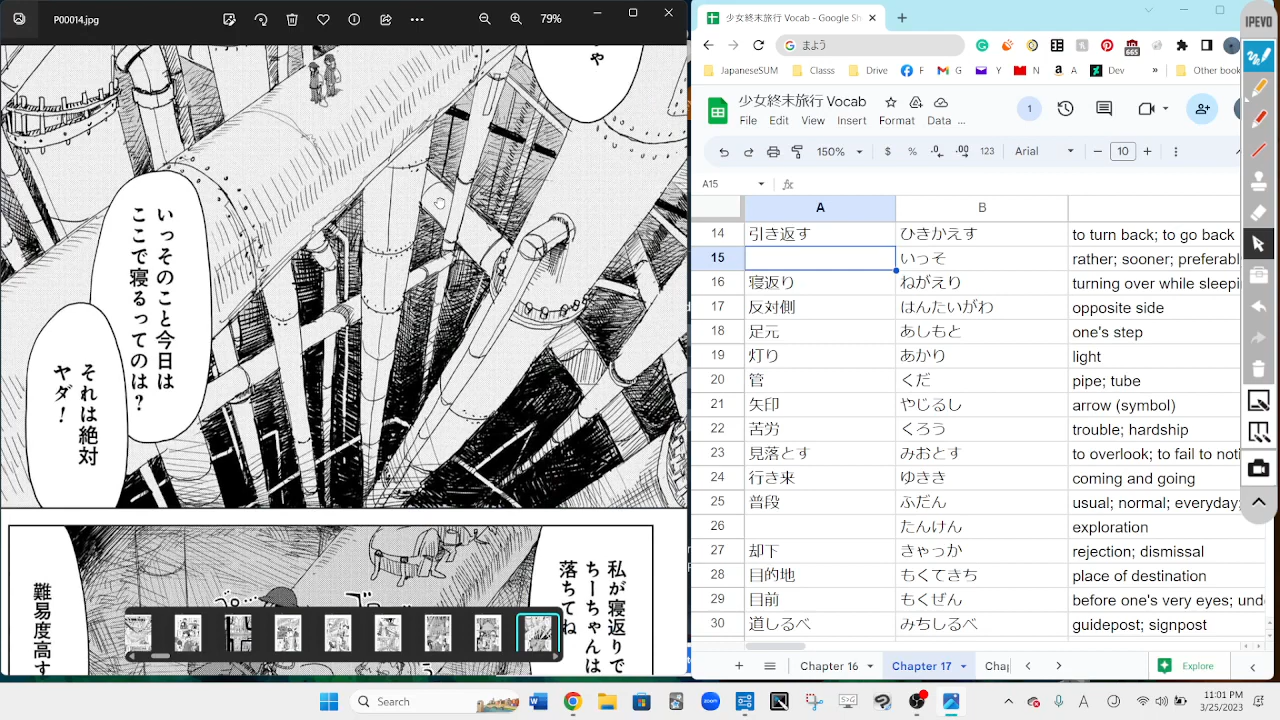 P00014.jpg
79%
ゃ
いっそのこと今日は
ここで寝るってのは？
それは絶対
ヤダ！
私が寝返りで
ちーちゃんは
落ちてね
難易度高す
少女終末旅行 Vocab - Google Sh
まよう
665
JapaneseSUM
Class
Drive
F
G
Y
N
A
Dev
»
Other book
少女終末旅行 Vocab
File Edit View Insert Format Data ...
1
150%
$ % .0 .00 123 Arial - 10 +
A15
fx
A B
14 引き返す ひきかえす to turn back; to go back
15 いっそ rather; sooner; preferabl
16 寝返り ねがえり turning over while sleepi
17 反対側 はんたいがわ opposite side
18 足元 あしもと one's step
19 灯り あかり light
20 管 くだ pipe; tube
21 矢印 やじるし arrow (symbol)
22 苦労 くろう trouble; hardship
23 見落とす みおとす to overlook; to fail to noti
24 行き来 ゆきき coming and going
25 普段 ふだん usual; normal; everyday;
26 たんけん exploration
27 却下 きゃっか rejection; dismissal
28 目的地 もくてきち place of destination
29 目前 もくぜん before one's very eyes; und
30 道しるべ みちしるべ guidepost; signpost
Chapter 16
Chapter 17
Chap
Explore
IPEVO
Search
zoom
A
11:01 PM